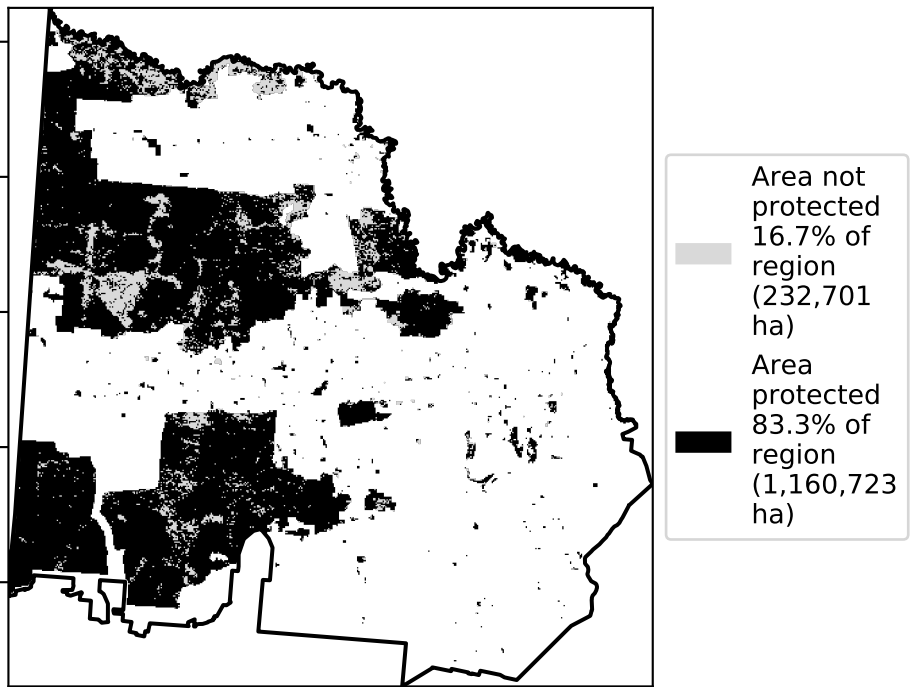 Area not
protected
16.7% of
region
(232,701
ha)
Area
protected
83.3% of
region
(1,160,723
ha)